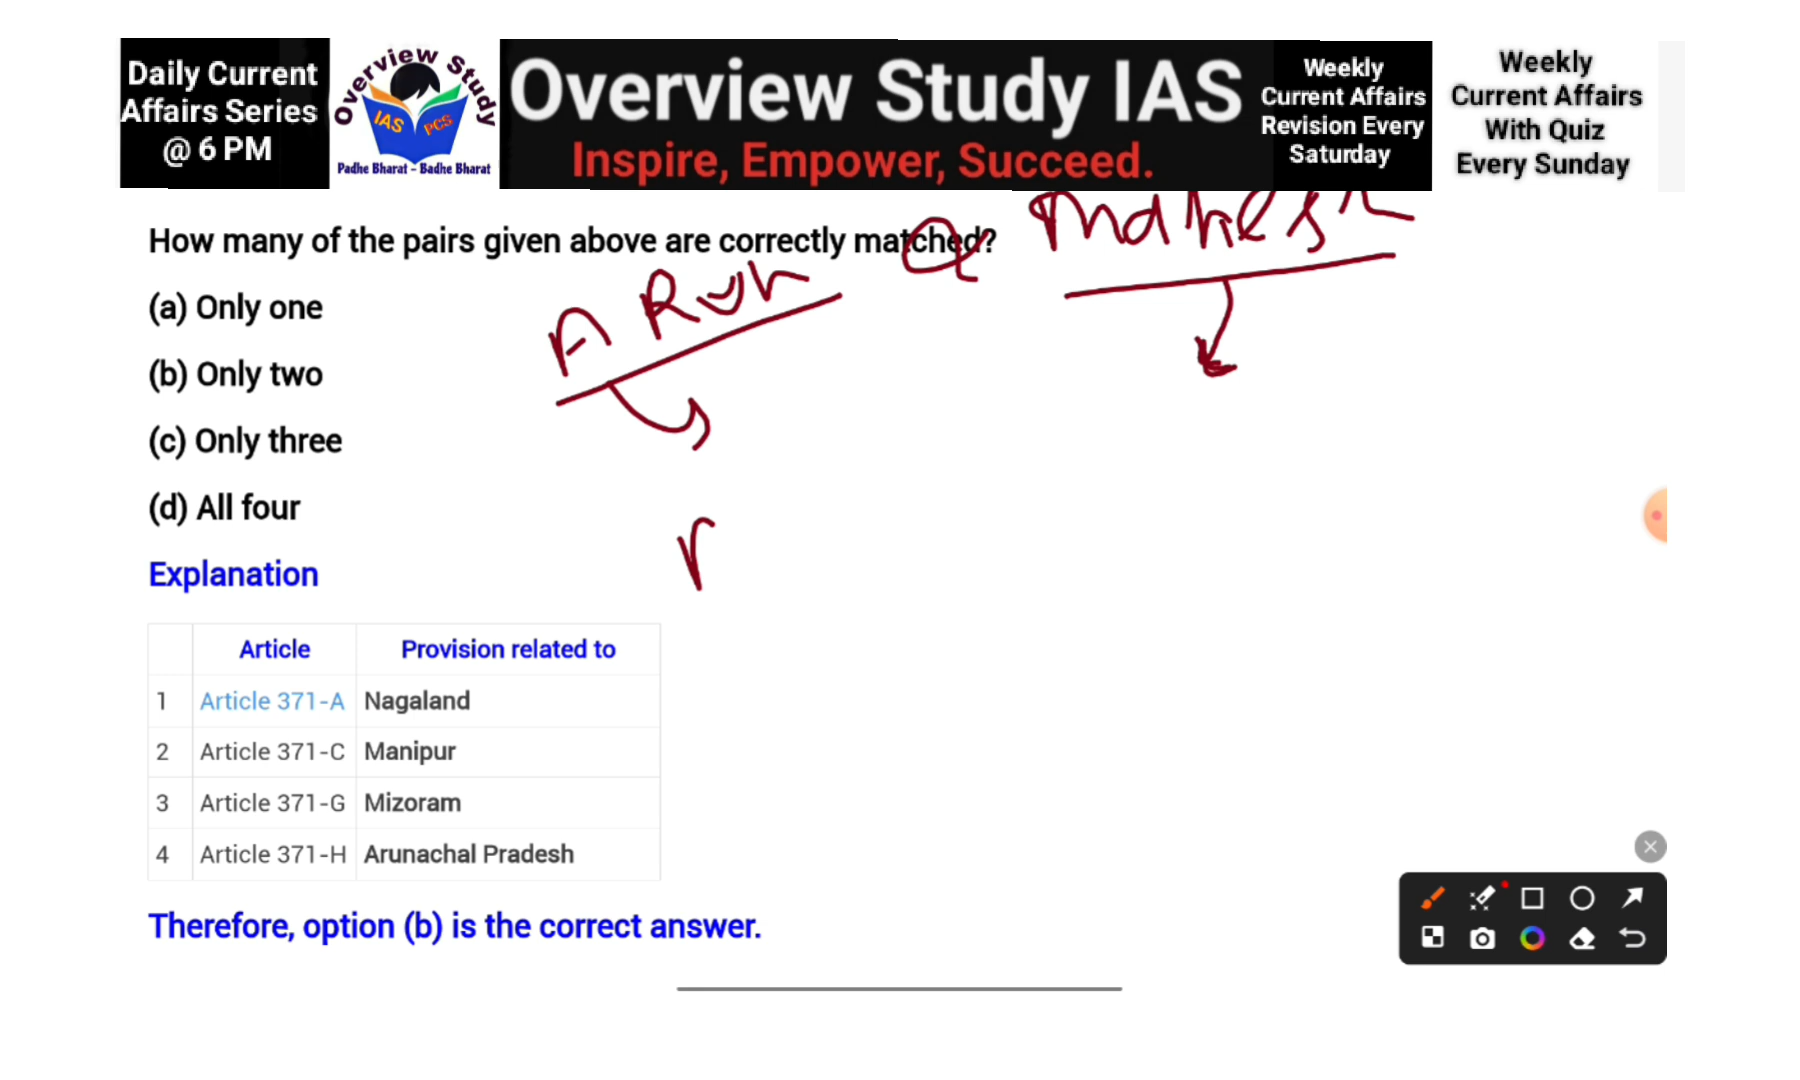 Daily Current
Affairs Series
@ 6 PM
Overview Study
IAS PCS
Padhe Bharat - Badhe Bharat
Overview Study IAS
Inspire, Empower, Succeed.
Weekly
Current Affairs
Revision Every
Saturday
Weekly
Current Affairs
With Quiz
Every Sunday
How many of the pairs given above are correctly matched?
(a) Only one
(b) Only two
(c) Only three
(d) All four
ARun
Mahesh
Explanation
Article Provision related to
1 Article 371-A Nagaland
2 Article 371-C Manipur
3 Article 371-G Mizoram
4 Article 371-H Arunachal Pradesh
Therefore, option (b) is the correct answer.